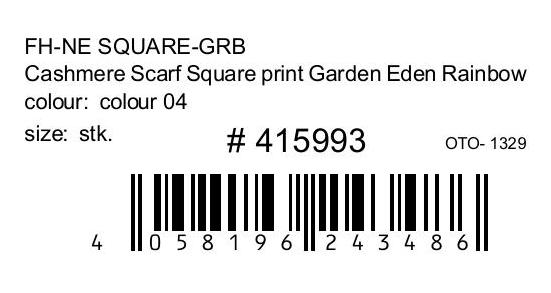 FH-NE SQUARE-GRB
Cashmere Scarf Square print Garden Eden Rainbow
colour: colour 04
size: stk. # 415993 OTO- 1329
4 058196 243486